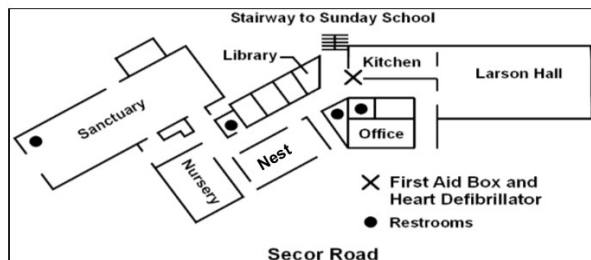 Stairway to Sunday School
Library
Kitchen
Larson Hall
Sanctuary
Office
Nest
Nursery
First Aid Box and
Heart Defibrillator
Restrooms
Secor Road